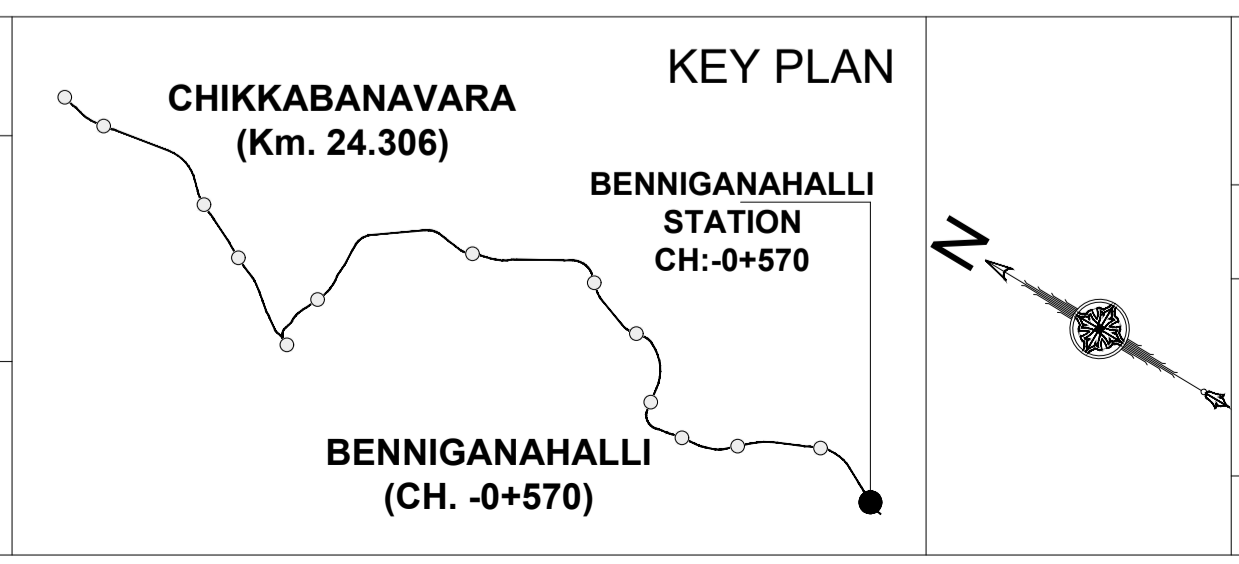 KEY PLAN
CHIKKABANAVARA
(Km. 24.306)
BENNIGANAHALLI
STATION
CH:-0+570
N
BENNIGANAHALLI
(CH. -0+570)